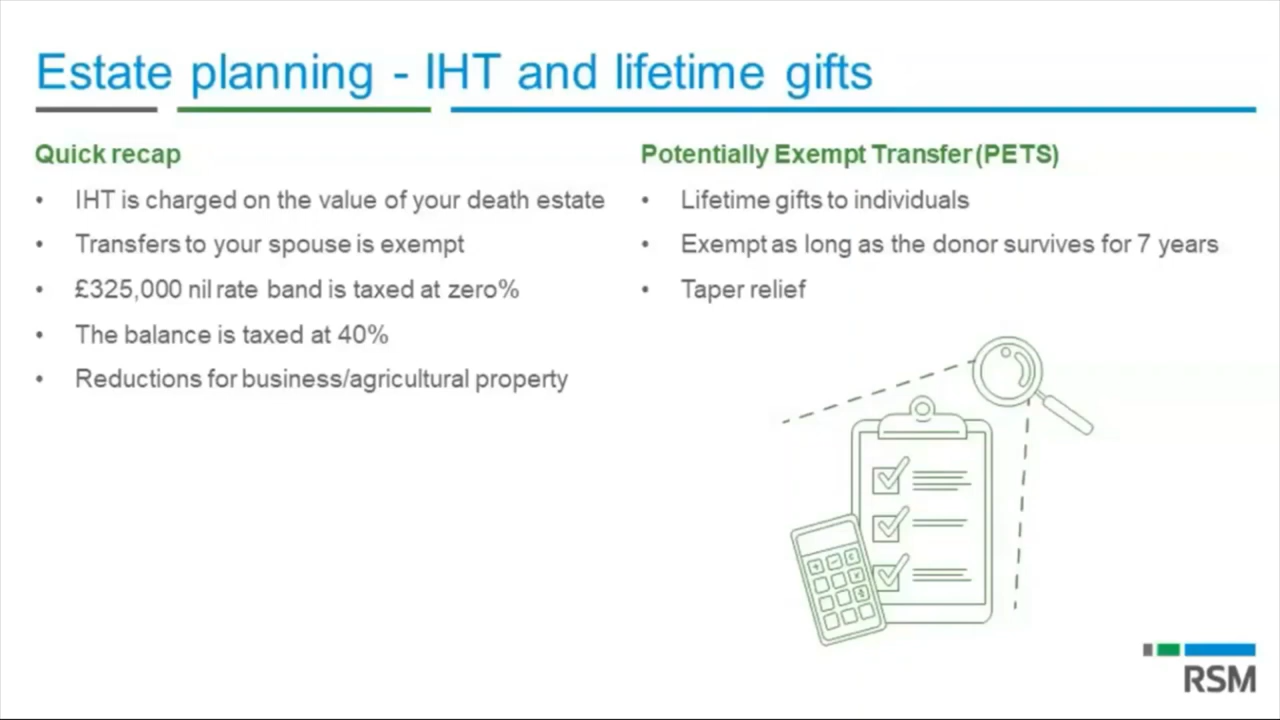 Estate planning - IHT and lifetime gifts
Quick recap
• IHT is charged on the value of your death estate
• Transfers to your spouse is exempt
• £325,000 nil rate band is taxed at zero%
• The balance is taxed at 40%
• Reductions for business/agricultural property
Potentially Exempt Transfer (PETS)
• Lifetime gifts to individuals
• Exempt as long as the donor survives for 7 years
• Taper relief
RSM